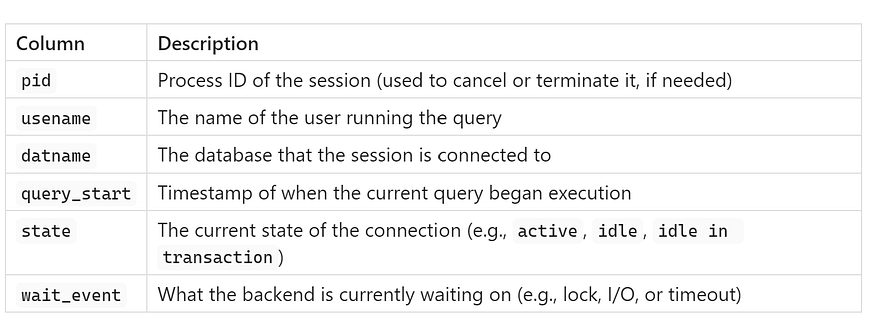 Column Description
pid Process ID of the session (used to cancel or terminate it, if needed)
usename The name of the user running the query
datname The database that the session is connected to
query_start Timestamp of when the current query began execution
state The current state of the connection (e.g., active, idle, idle in
transaction)
wait_event What the backend is currently waiting on (e.g., lock, I/O, or timeout)